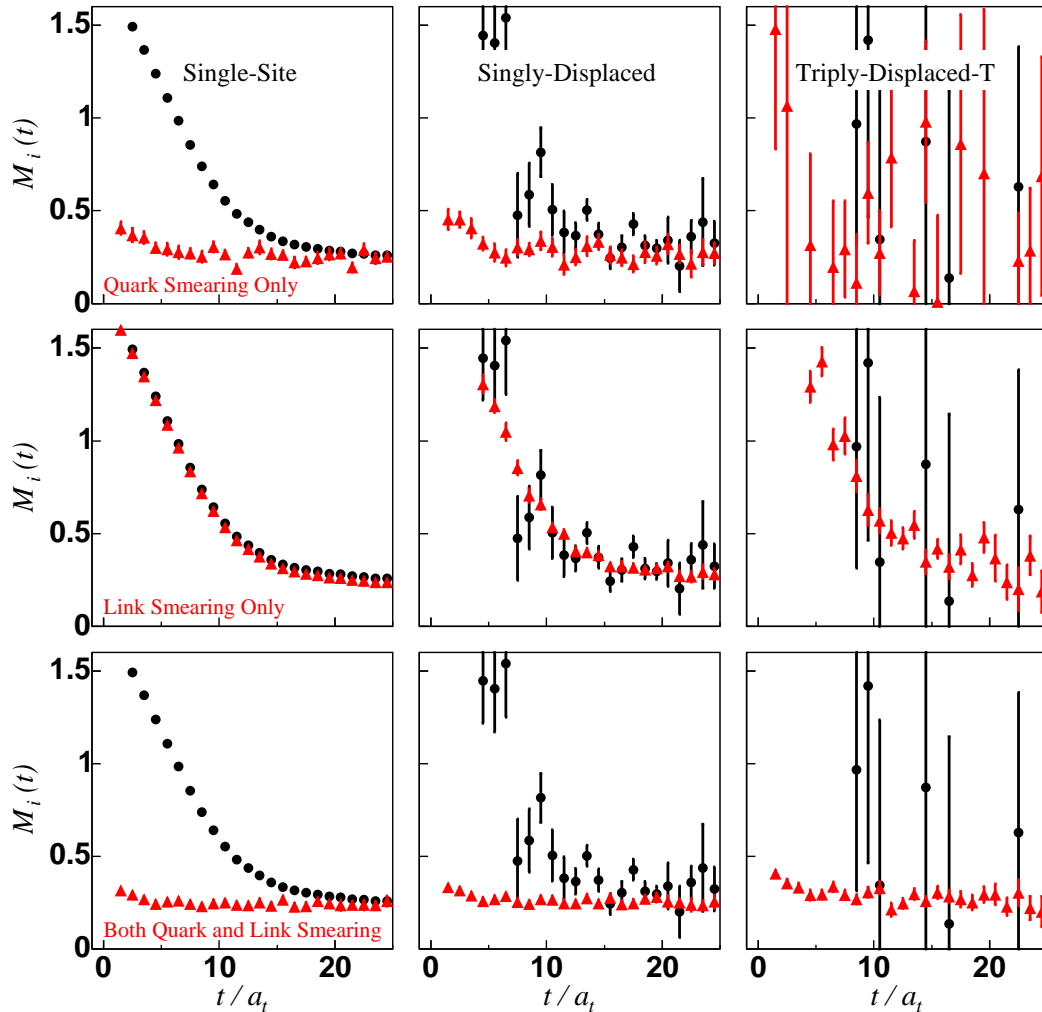 1.5
1
0.5
0
M_i(t)
Single-Site
Quark Smearing Only
Singly-Displaced
Triply-Displaced-T
1.5
1
0.5
0
M_i(t)
Link Smearing Only
1.5
1
0.5
0
M_i(t)
Both Quark and Link Smearing
0 10 20
t / a_t
0 10 20
t / a_t
0 10 20
t / a_t